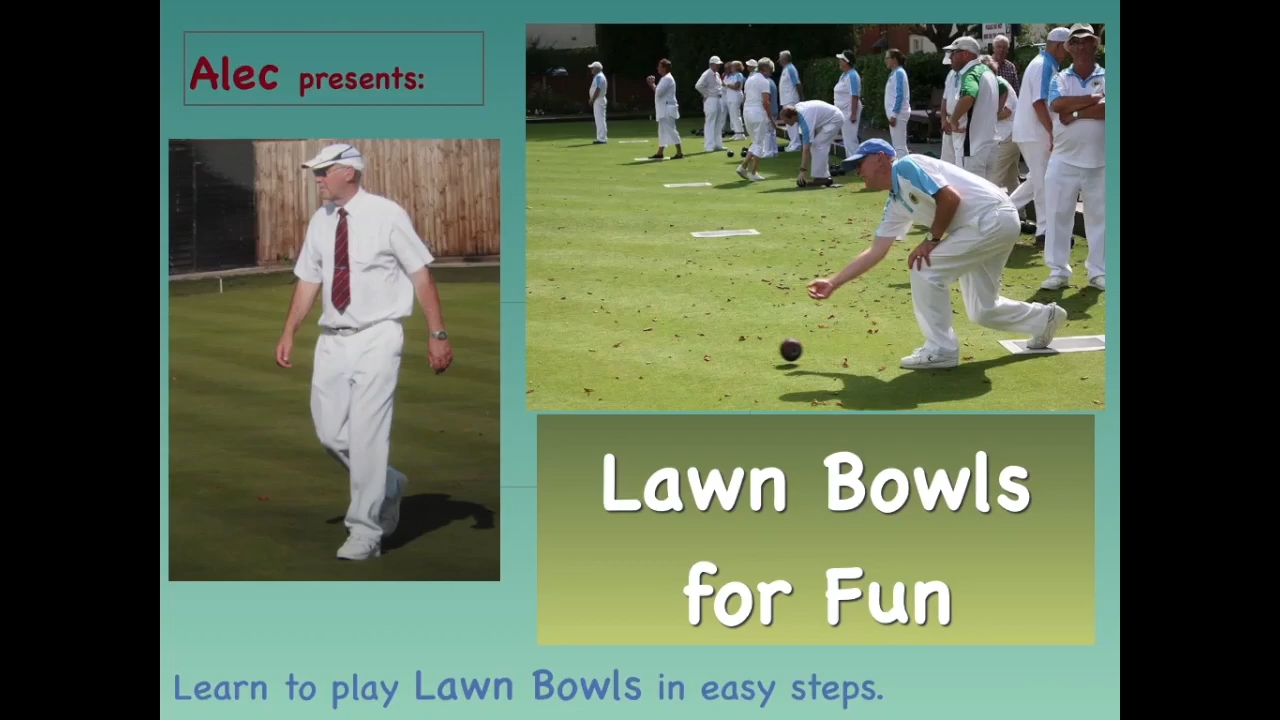 Alec presents:
Lawn Bowls
for Fun
Learn to play Lawn Bowls in easy steps.